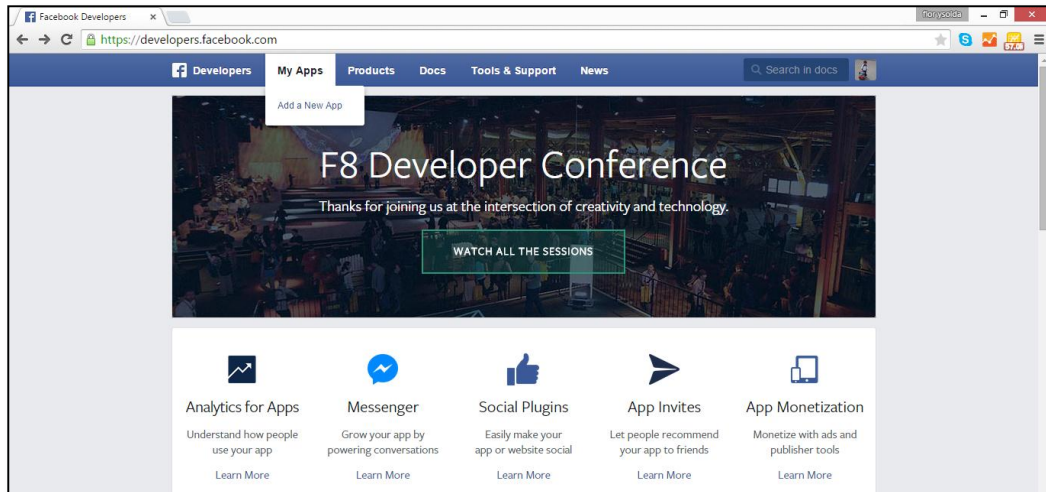 Facebook Developers
https://developers.facebook.com
Developers My Apps Products Docs Tools & Support News Search in docs
Add a New App
F8 Developer Conference
Thanks for joining us at the intersection of creativity and technology.
WATCH ALL THE SESSIONS
Analytics for Apps
Understand how people
use your app
Learn More
Messenger
Grow your app by
powering conversations
Learn More
Social Plugins
Easily make your
app or website social
Learn More
App Invites
Let people recommend
your app to friends
Learn More
App Monetization
Monetize with ads and
publisher tools
Learn More